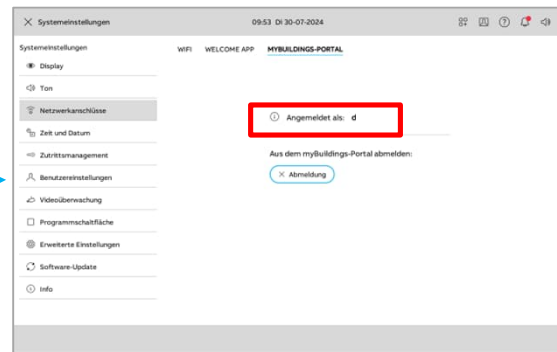 Systemeinstellungen
09:53 Di 30-07-2024
Systemeinstellungen
Display
Ton
Netzwerkanschlüsse
Zeit und Datum
Zutrittsmanagement
Benutzereinstellungen
Videoüberwachung
Programmschaltfläche
Erweiterte Einstellungen
Software-Update
Info
WIFI WELCOME APP MYBUILDINGS-PORTAL
Angemeldet als: d
Aus dem myBuildings-Portal abmelden:
Abmeldung